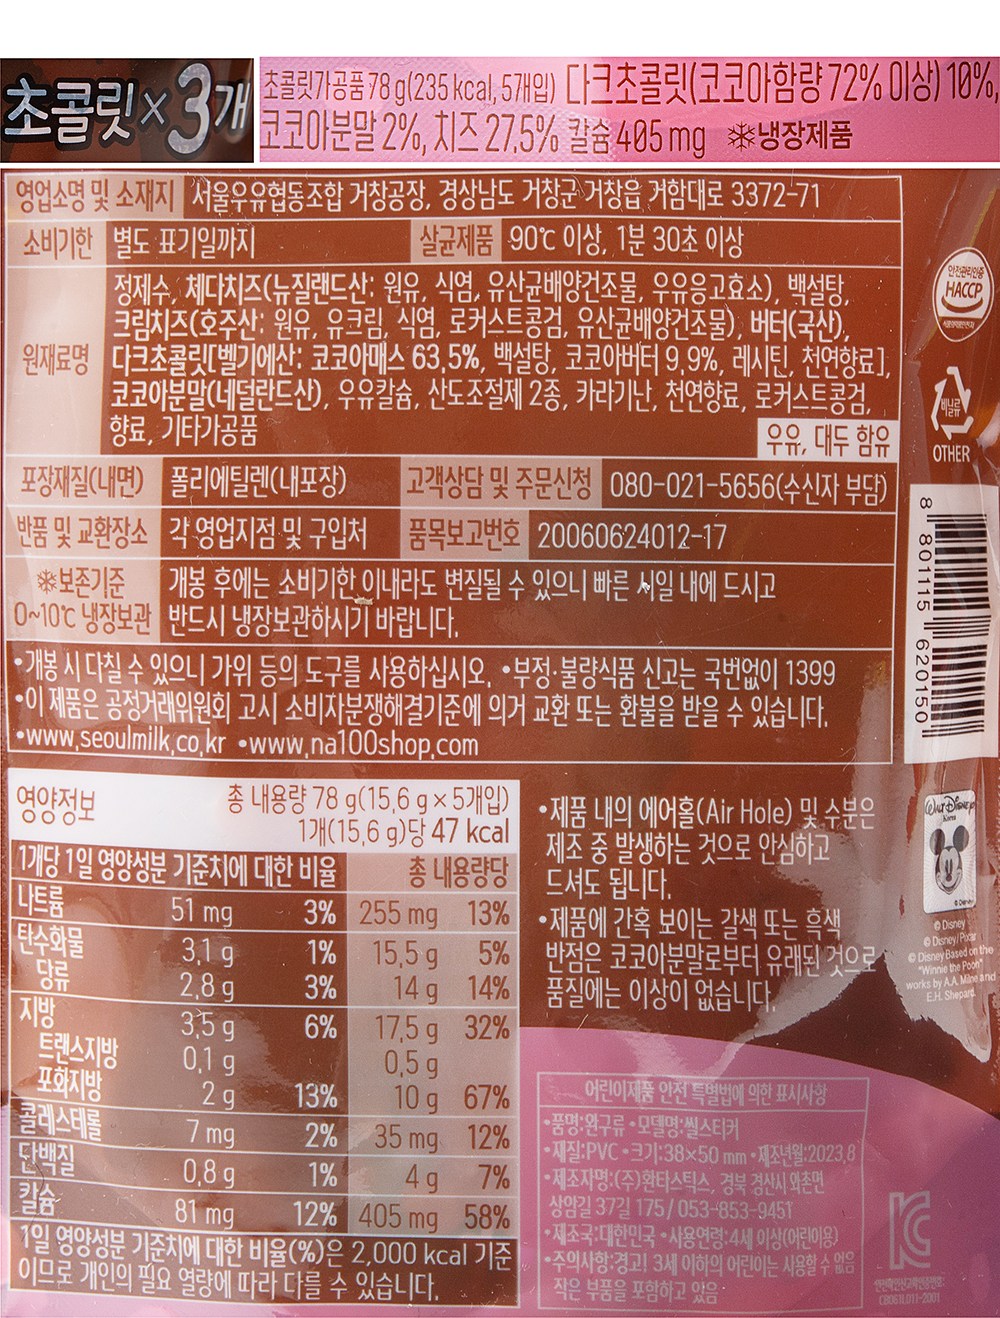 초콜릿×3개
초콜릿가공품 78 g(235 kcal, 5개입) 다크초콜릿(코코아함량 72% 이상) 10%,
코코아분말 2%, 치즈 27.5% 칼슘 405 mg ❄냉장제품
영업소명 및 소재지 서울우유협동조합 거창공장, 경상남도 거창군 거창읍 거함대로 3372-71
소비기한 별도 표기일까지 살균제품 90℃ 이상, 1분 30초 이상
원재료명
정제수, 체다치즈(뉴질랜드산: 원유, 식염, 유산균배양건조물, 우유응고효소), 백설탕,
크림치즈(호주산: 원유, 유크림, 식염, 로커스트콩검, 유산균배양건조물), 버터(국산),
다크초콜릿[벨기에산: 코코아매스 63.5%, 백설탕, 코코아버터 9.9%, 레시틴, 천연향료],
코코아분말(네덜란드산), 우유칼슘, 산도조절제 2종, 카라기난, 천연향료, 로커스트콩검,
향료, 기타가공품
우유, 대두 함유
포장재질(내면) 폴리에틸렌(내포장) 고객상담 및 주문신청 080-021-5656(수신자 부담)
반품 및 교환장소 각 영업지점 및 구입처 품목보고번호 20060624012-17
❄보존기준 개봉 후에는 소비기한 이내라도 변질될 수 있으니 빠른 시일 내에 드시고
0~10℃ 냉장보관 반드시 냉장보관하시기 바랍니다.
•개봉 시 다칠 수 있으니 가위 등의 도구를 사용하십시오. •부정·불량식품 신고는 국번없이 1399
•이 제품은 공정거래위원회 고시 소비자분쟁해결기준에 의거 교환 또는 환불을 받을 수 있습니다.
•www.seoulmilk.co.kr •www.na100shop.com
안전관리인증
HACCP
비닐류
OTHER
8 801115 620150
영양정보
총 내용량 78 g(15.6 g×5개입)
1개(15.6 g)당 47 kcal
1개당 1일 영양성분 기준치에 대한 비율 총 내용량당
나트륨 51 mg 3% 255 mg 13%
탄수화물 3.1 g 1% 15.5 g 5%
당류 2.8 g 3% 14 g 14%
지방 3.5 g 6% 17.5 g 32%
트랜스지방 0.1 g 0.5 g
포화지방 2 g 13% 10 g 67%
콜레스테롤 7 mg 2% 35 mg 12%
단백질 0.8 g 1% 4 g 7%
칼슘 81 mg 12% 405 mg 58%
1일 영양성분 기준치에 대한 비율(%)은 2,000 kcal 기준
이므로 개인의 필요 열량에 따라 다를 수 있습니다.
•제품 내의 에어홀(Air Hole) 및 수분은
제조 중 발생하는 것으로 안심하고
드셔도 됩니다.
•제품에 간혹 보이는 갈색 또는 흑색
반점은 코코아분말로부터 유래된 것으로
품질에는 이상이 없습니다.
Walt Disney
Korea
© Disney
© Disney/Pixar
© Disney Based on the
"Winnie the Pooh"
works by A.A. Milne and
E.H. Shepard.
어린이제품 안전 특별법에 의한 표시사항
•품명:완구류 •모델명:씰스티커
•재질:PVC •크기:38×50 mm •제조년월:2023.8
•제조자명:(주)환타스틱스, 경북 경산시 와촌면
상암길 37길 175/053-853-9451
•제조국:대한민국 •사용연령:4세 이상(어린이용)
•주의사항:경고! 3세 이하의 어린이는 사용할 수 없음
작은 부품을 포함하고 있음
CB061L011-2001